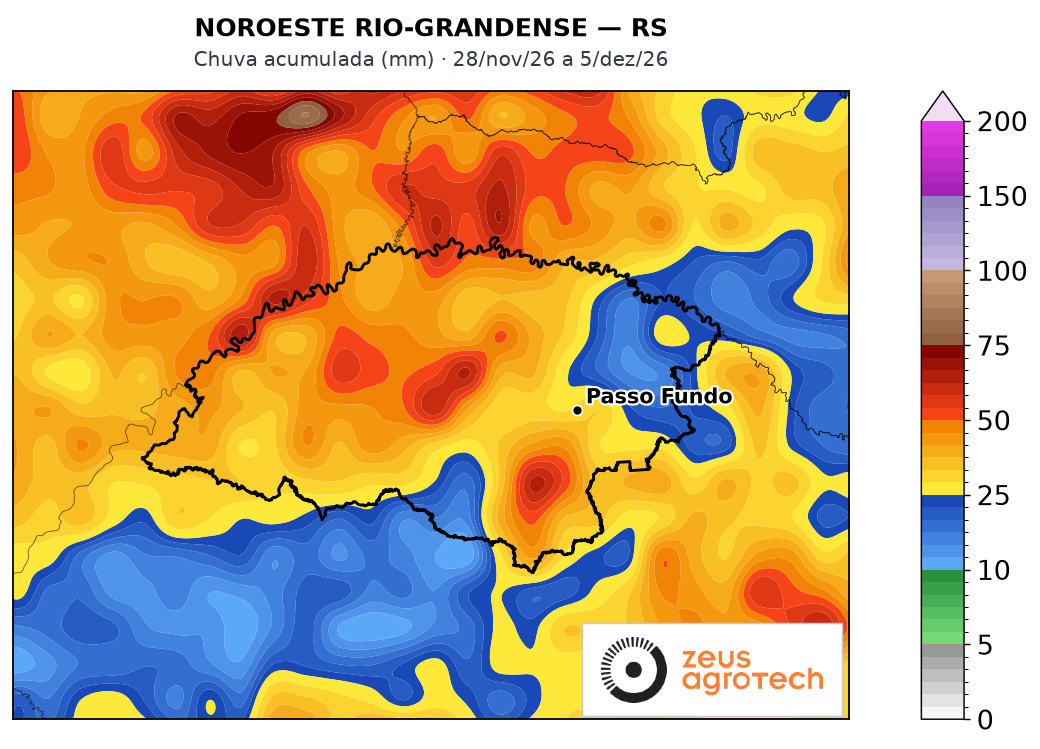 NOROESTE RIO-GRANDENSE — RS
Chuva acumulada (mm) · 28/nov/26 a 5/dez/26
200
150
100
75
50
25
10
5
0
Passo Fundo
zeus
agrotech